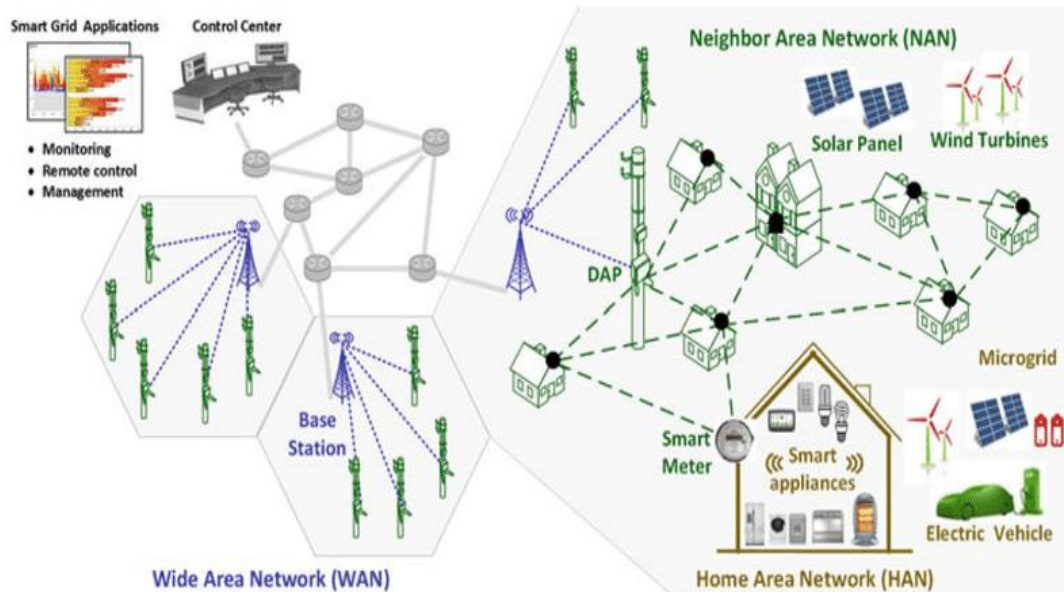 Smart Grid Applications
Control Center
• Monitoring
• Remote control
• Management
Neighbor Area Network (NAN)
Solar Panel
Wind Turbines
DAP
Microgrid
Base
Station
Smart
Meter
Smart
appliances
Electric Vehicle
Wide Area Network (WAN)
Home Area Network (HAN)